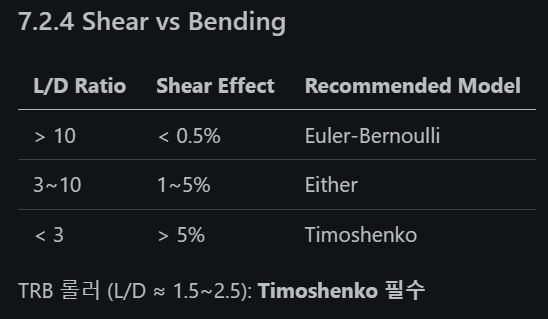 7.2.4 Shear vs Bending
L/D Ratio Shear Effect Recommended Model
> 10 < 0.5% Euler-Bernoulli
3~10 1~5% Either
< 3 > 5% Timoshenko
TRB 롤러 (L/D ≈ 1.5~2.5): Timoshenko 필수